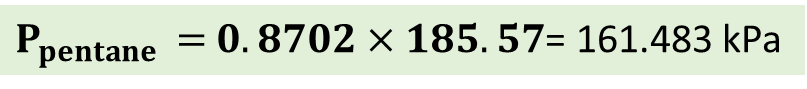 P_pentane = 0.8702 × 185.57= 161.483 kPa